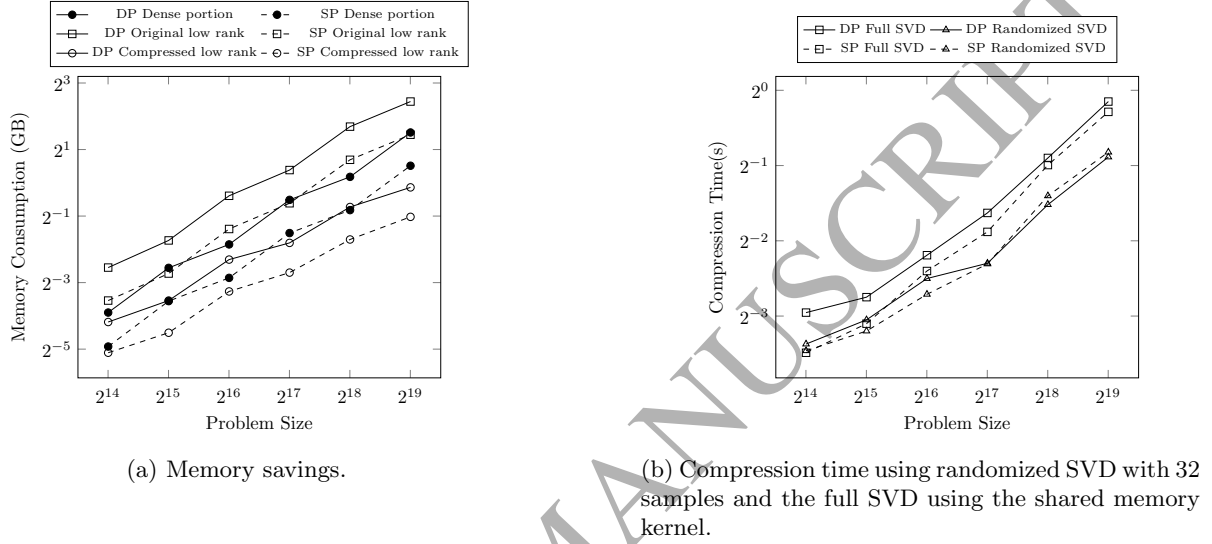 DP Dense portion SP Dense portion
DP Original low rank SP Original low rank
DP Compressed low rank SP Compressed low rank
Memory Consumption (GB)
2^3
2^1
2^−1
2^−3
2^−5
2^14 2^15 2^16 2^17 2^18 2^19
Problem Size
(a) Memory savings.
DP Full SVD DP Randomized SVD
SP Full SVD SP Randomized SVD
Compression Time(s)
2^0
2^−1
2^−2
2^−3
2^14 2^15 2^16 2^17 2^18 2^19
Problem Size
(b) Compression time using randomized SVD with 32
samples and the full SVD using the shared memory
kernel.
MANUSCRIPT